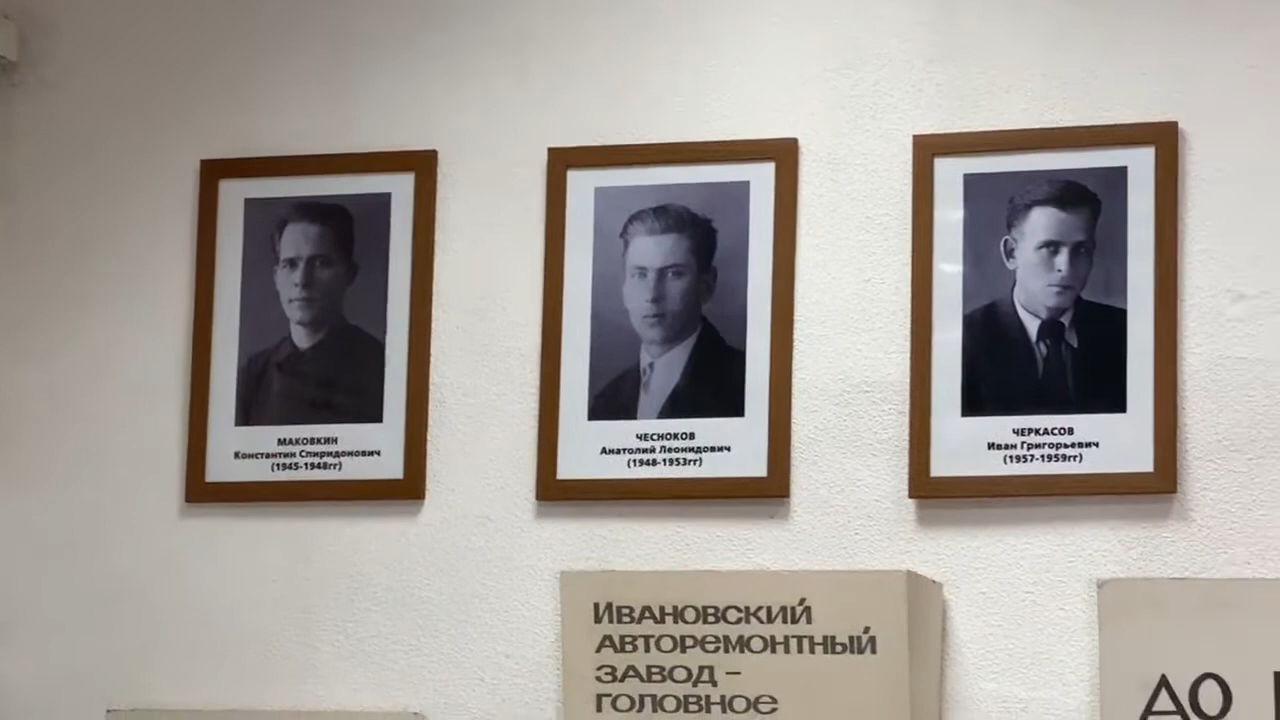 МАКОВКИН
Константин Спиридонович
(1945-1948гг)
ЧЕСНОКОВ
Анатолий Леонидович
(1948-1953гг)
ЧЕРКАСОВ
Иван Григорьевич
(1957-1959гг)
ИВАНОВСКИЙ
АВТОРЕМОНТНЫЙ
ЗАВОД –
ГОЛОВНОЕ
ДО